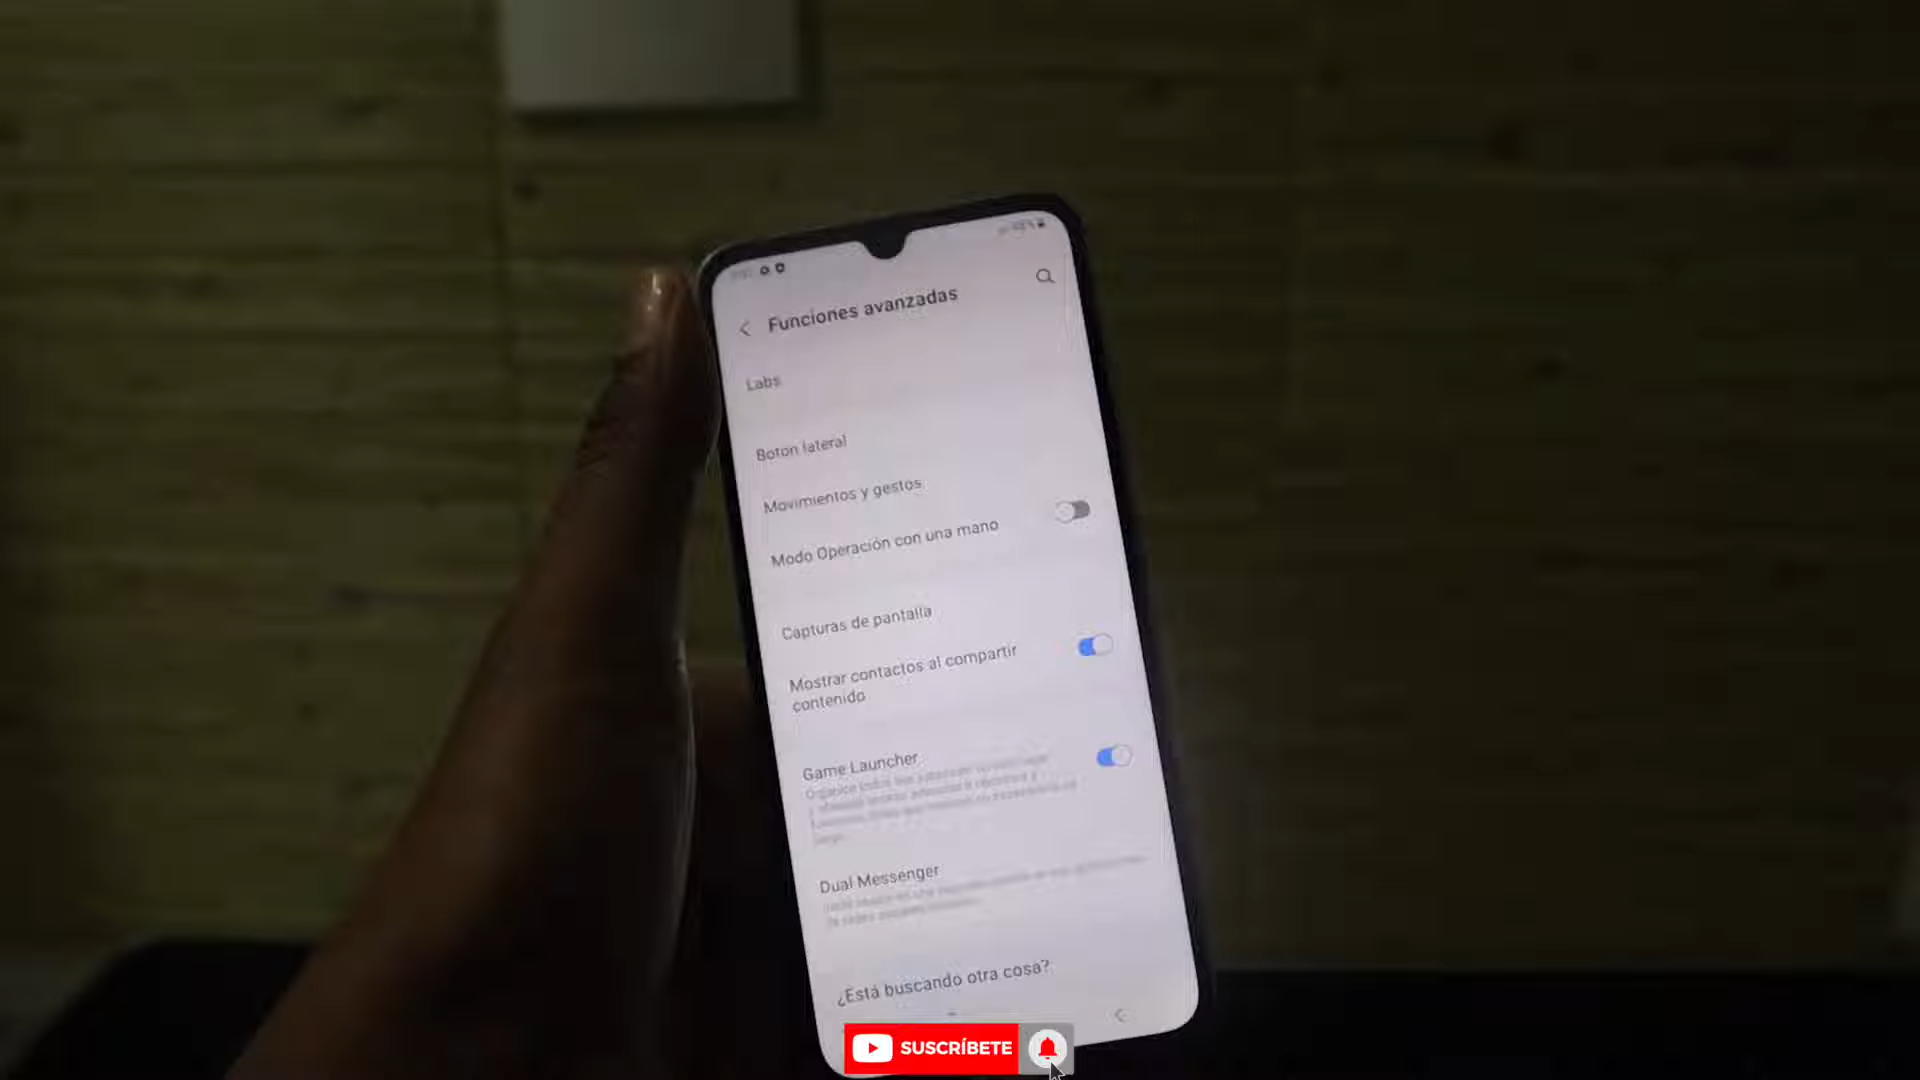 Funciones avanzadas
Labs
Boton lateral
Movimientos y gestos
Modo Operación con una mano
Capturas de pantalla
Mostrar contactos al compartir
contenido
Game Launcher
Dual Messenger
¿Está buscando otra cosa?
SUSCRÍBETE